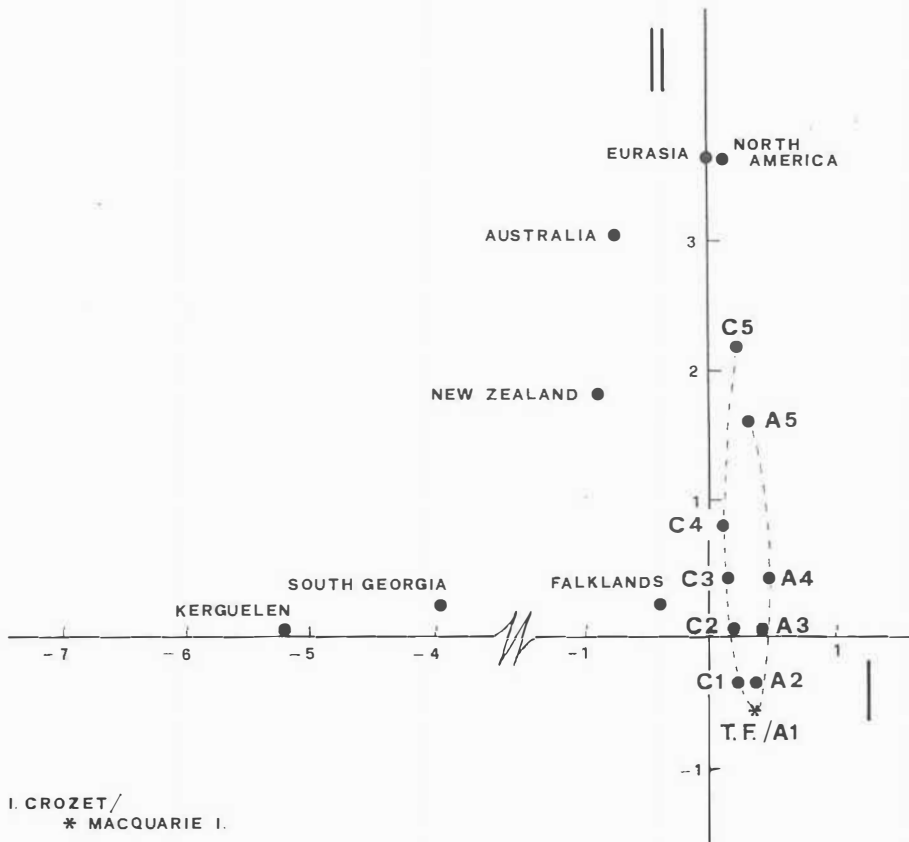 II
EURASIA
NORTH
AMERICA
AUSTRALIA
3
C5
2
NEW ZEALAND
A5
1
C4
SOUTH GEORGIA
FALKLANDS
C3
A4
KERGUELEN
C2
A3
-7
-6
-5
-4
-1
1
C1
A2
I
T.F./A1
-1
I. CROZET/
* MACQUARIE I.